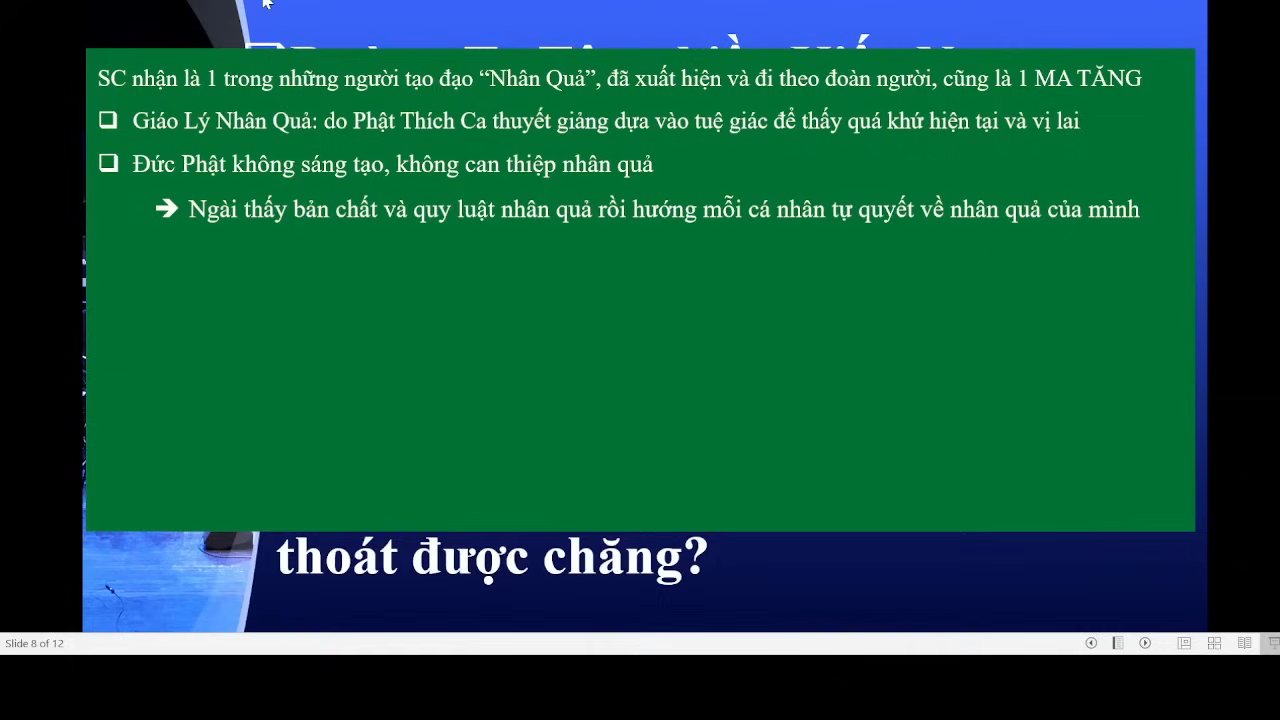 SC nhận là 1 trong những người tạo đạo “Nhân Quả”, đã xuất hiện và đi theo đoàn người, cũng là 1 MA TĂNG
Giáo Lý Nhân Quả: do Phật Thích Ca thuyết giảng dựa vào tuệ giác để thấy quá khứ hiện tại và vị lai
Đức Phật không sáng tạo, không can thiệp nhân quả
➔ Ngài thấy bản chất và quy luật nhân quả rồi hướng mỗi cá nhân tự quyết về nhân quả của mình
thoát được chăng?
Slide 8 of 12